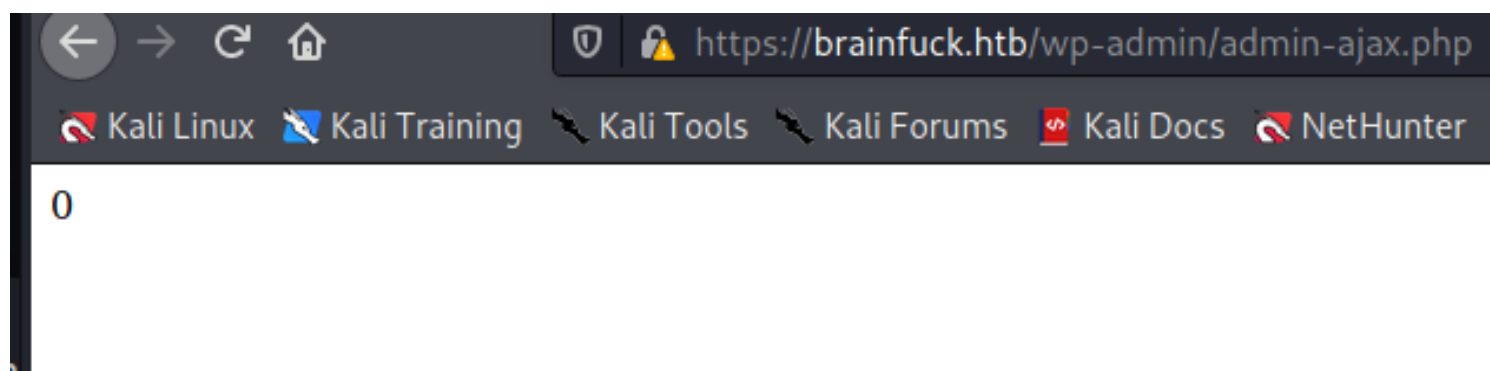 https://brainfuck.htb/wp-admin/admin-ajax.php
Kali Linux Kali Training Kali Tools Kali Forums Kali Docs NetHunter
0